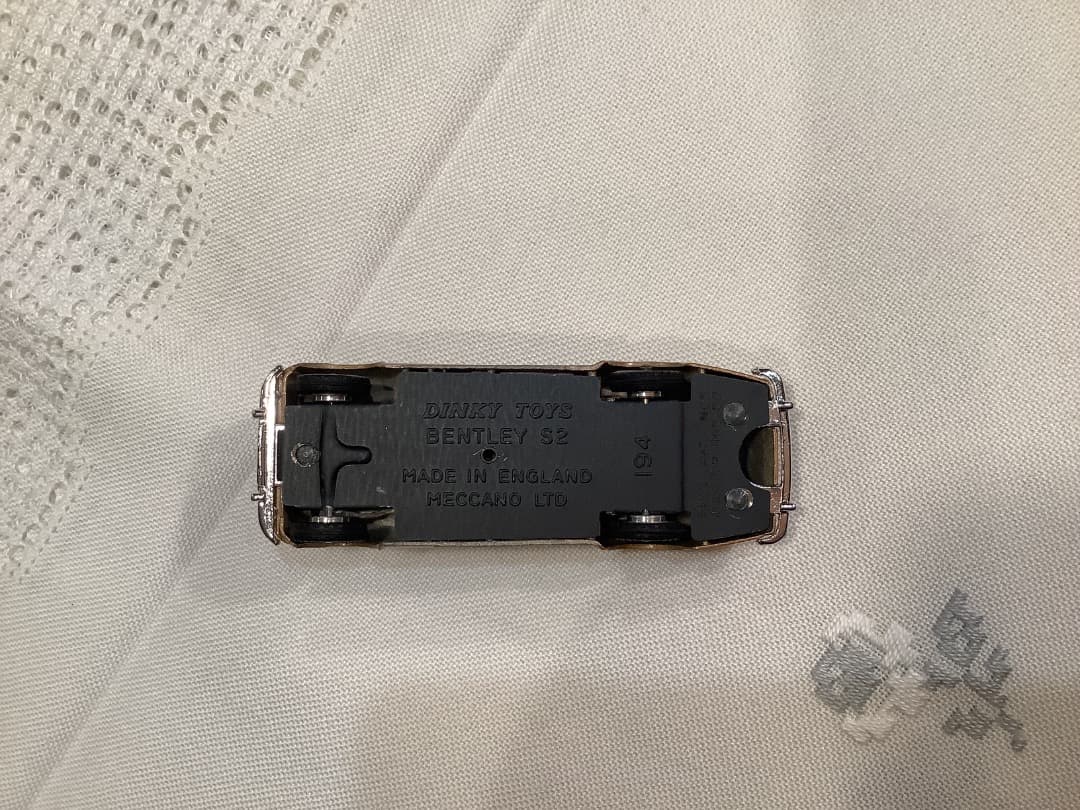 DINKY TOYS
BENTLEY S2
MADE IN ENGLAND
MECCANO LTD
194